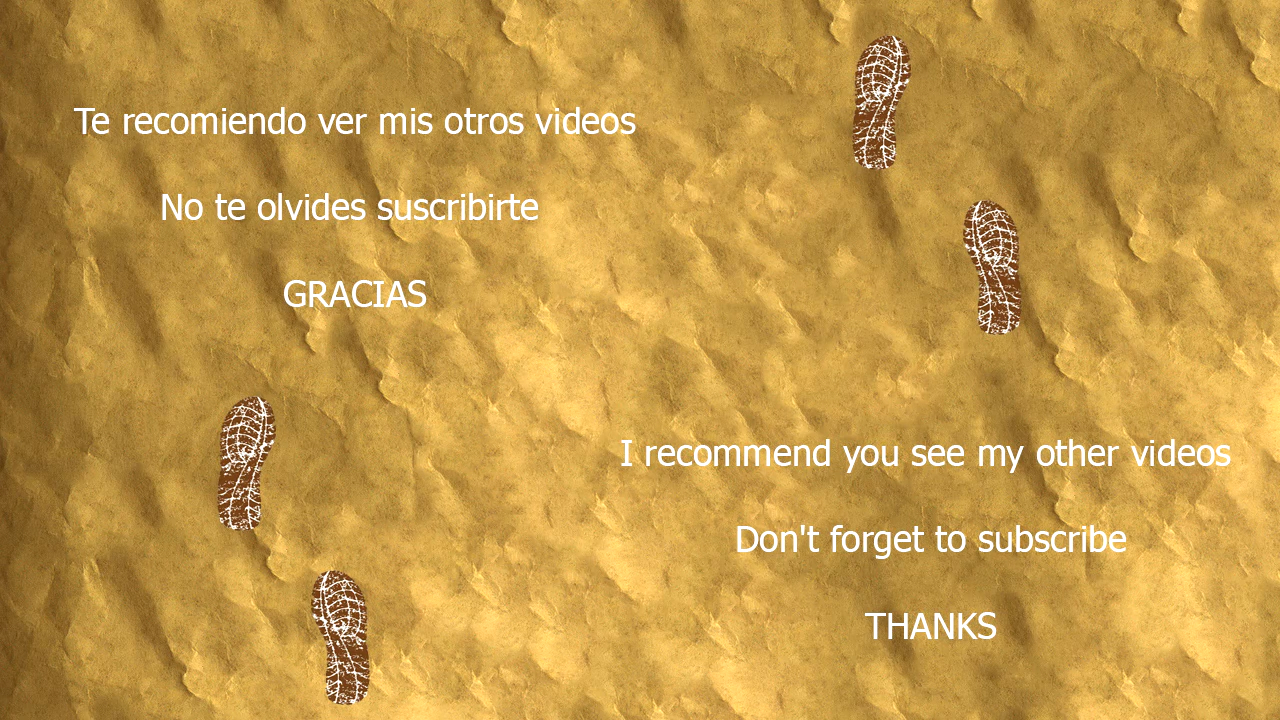 Te recomiendo ver mis otros videos
No te olvides suscribirte
GRACIAS
I recommend you see my other videos
Don't forget to subscribe
THANKS